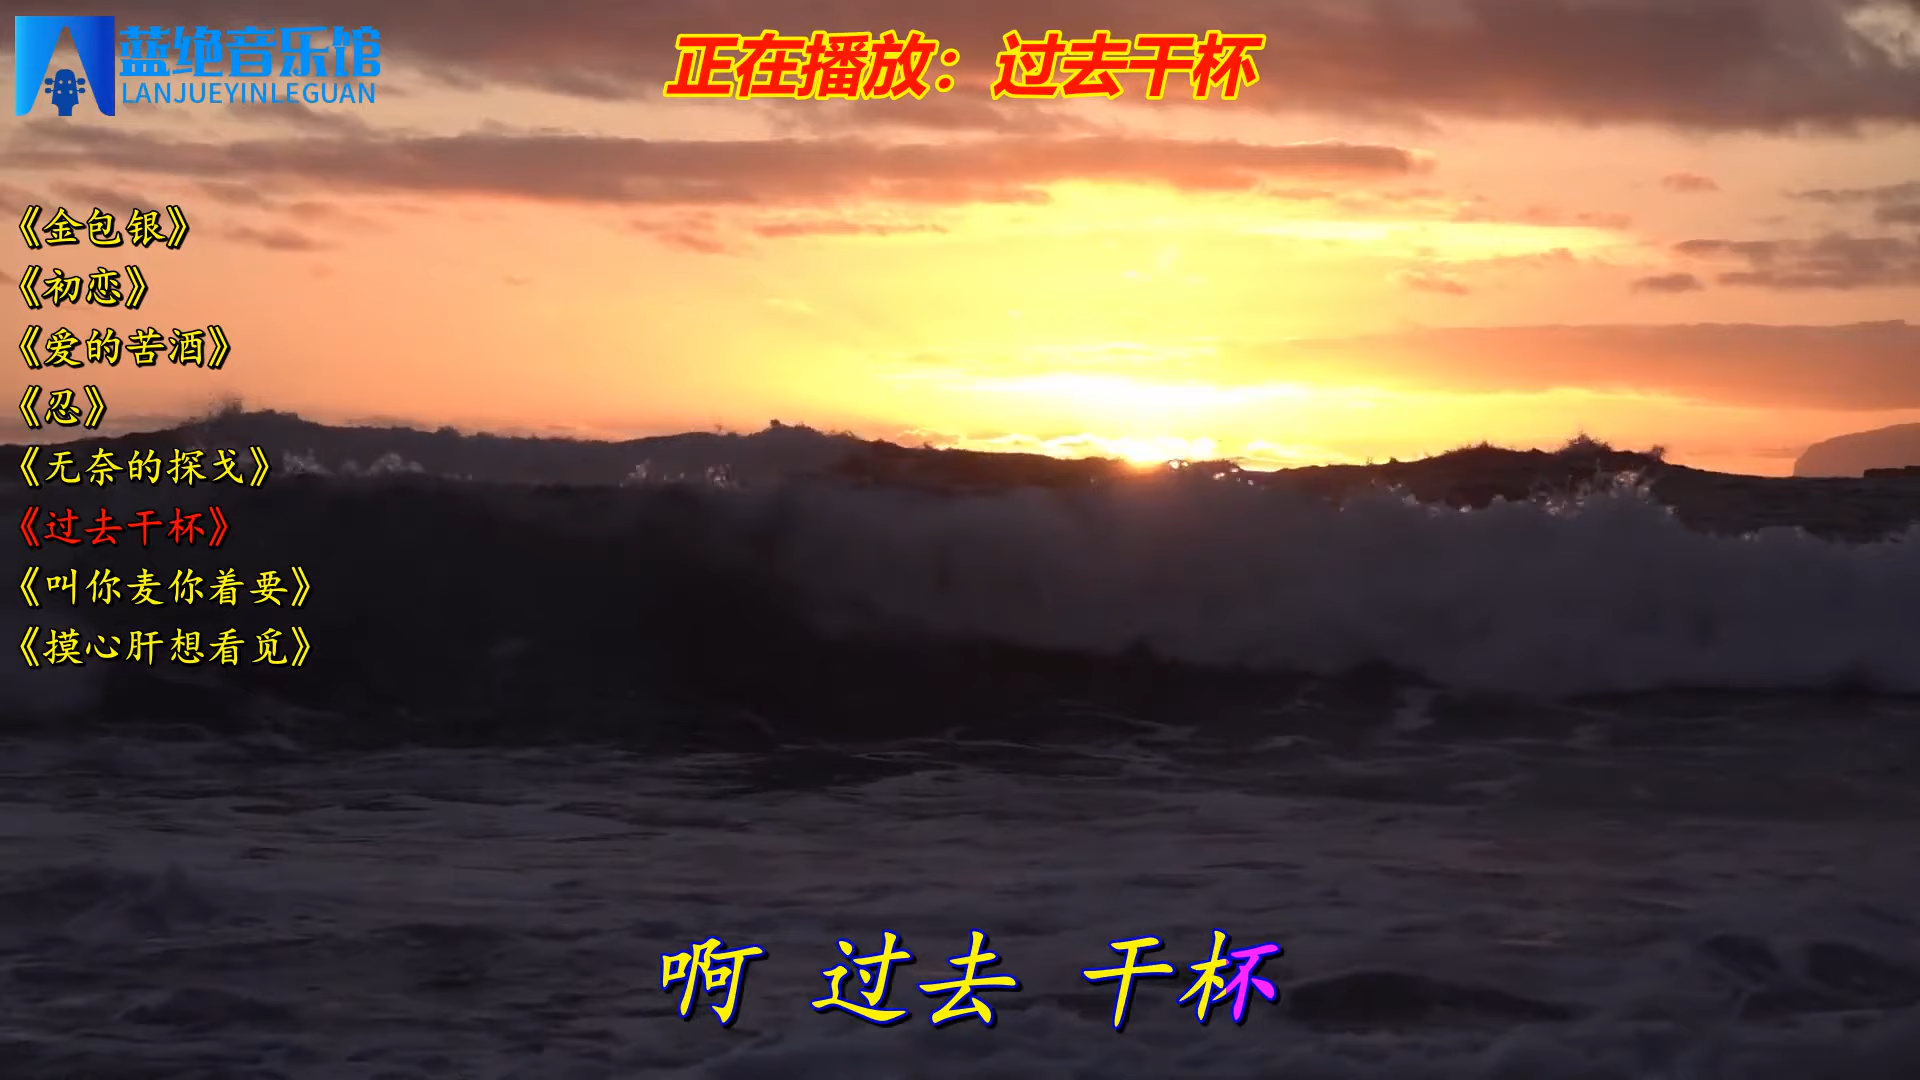 蓝绝音乐馆
LANJUEYINLEGUAN
正在播放：过去干杯
《金包银》
《初恋》
《爱的苦酒》
《忍》
《无奈的探戈》
《过去干杯》
《叫你麦你着要》
《摸心肝想看觅》
啊 过去 干杯